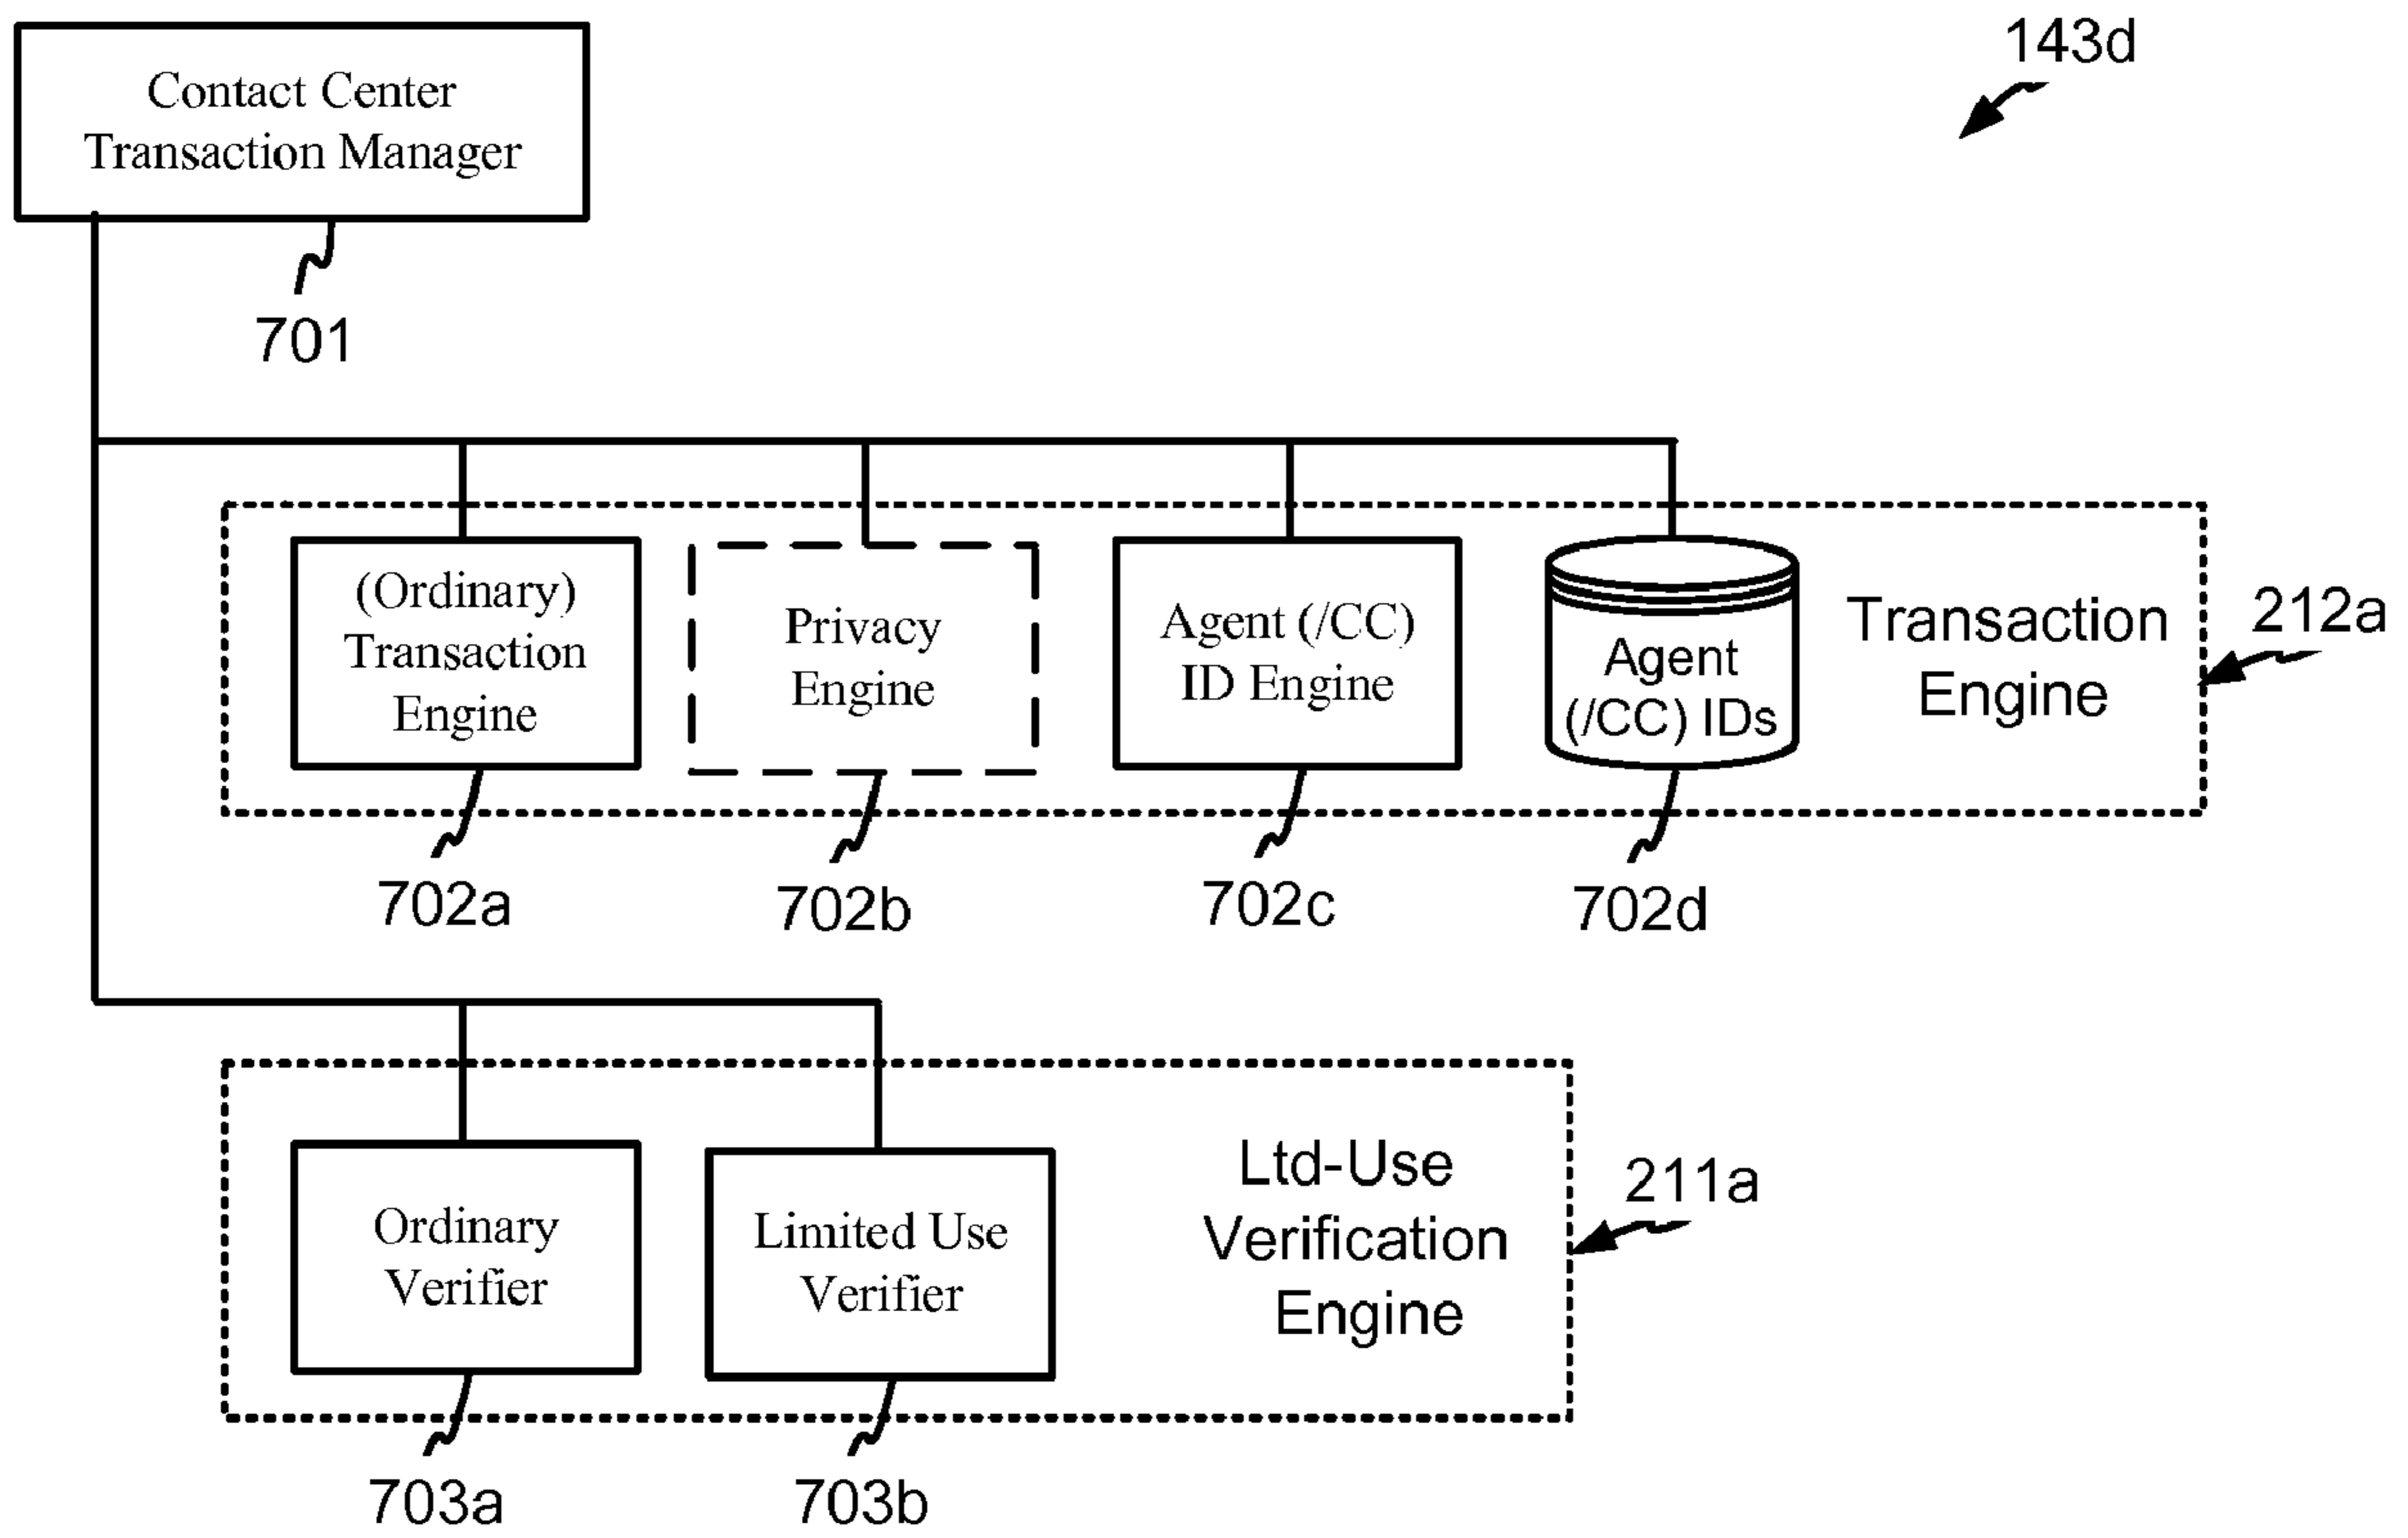 143d
Contact Center
Transaction Manager
701
(Ordinary)
Transaction
Engine
Privacy
Engine
Agent (/CC)
ID Engine
Agent
(/CC) IDs
Transaction
Engine
212a
702a
702b
702c
702d
Ordinary
Verifier
Limited Use
Verifier
Ltd-Use
Verification
Engine
211a
703a
703b